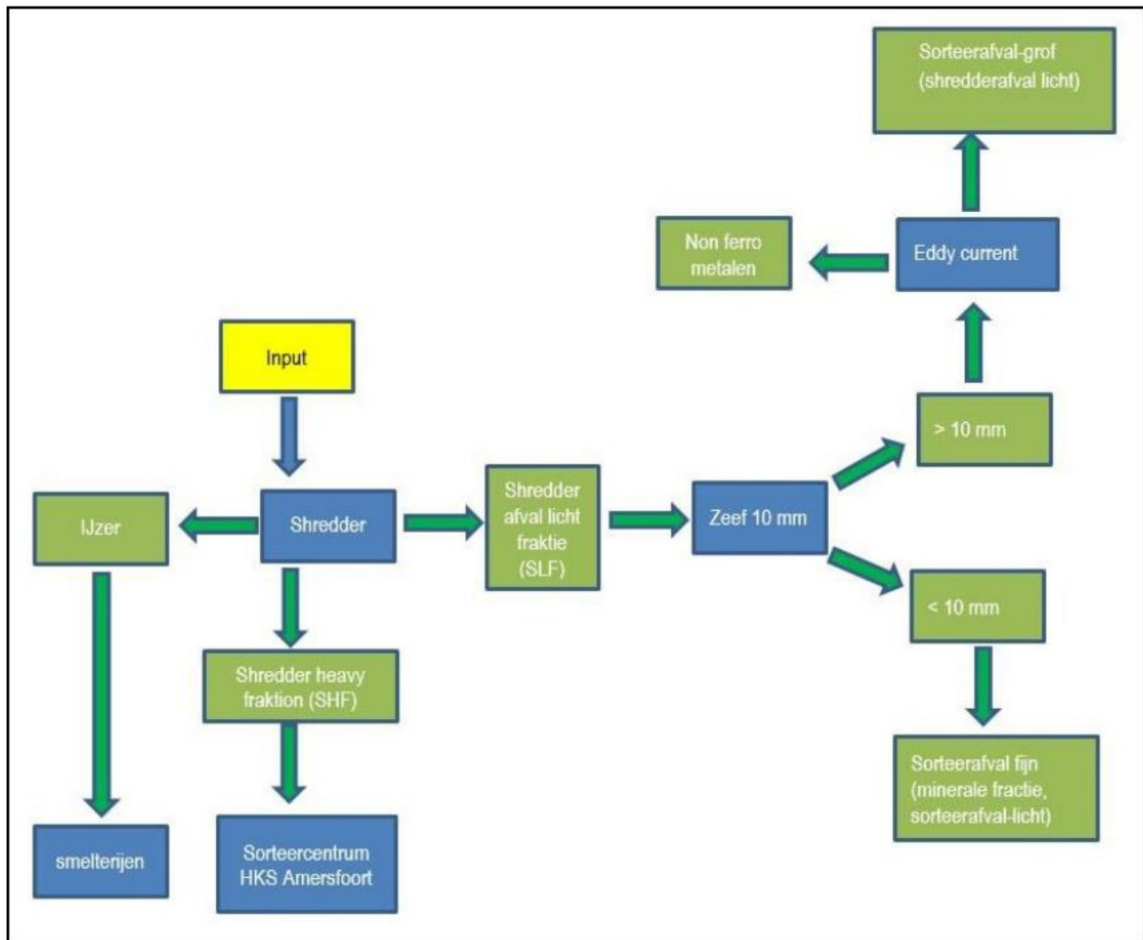 Sorteerafval-grof
(shredderafval licht)
Non ferro
metalen
Eddy current
Input
> 10 mm
IJzer
Shredder
Shredder
afval licht
fraktie
(SLF)
Zeef 10 mm
< 10 mm
Shredder heavy
fraktion (SHF)
Sorteerafval fijn
(minerale fractie,
sorteerafval-licht)
smelterijen
Sorteercentrum
HKS Amersfoort